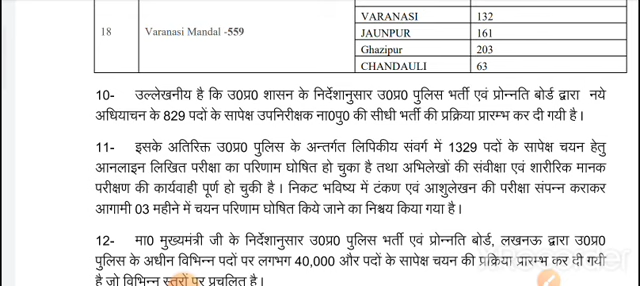 VARANASI 132
18 Varanasi Mandal -559 JAUNPUR 161
Ghazipur 203
CHANDAULI 63
10- उल्लेखनीय है कि उ0प्र0 शासन के निर्देशानुसार उ0प्र0 पुलिस भर्ती एवं प्रोन्नति बोर्ड द्वारा नये
अधियाचन के 829 पदों के सापेक्ष उपनिरीक्षक ना0पु0 की सीधी भर्ती की प्रक्रिया प्रारम्भ कर दी गयी है।
11- इसके अतिरिक्त उ0प्र0 पुलिस के अन्तर्गत लिपिकीय संवर्ग में 1329 पदों के सापेक्ष चयन हेतु
आनलाइन लिखित परीक्षा का परिणाम घोषित हो चुका है तथा अभिलेखों की संवीक्षा एवं शारीरिक मानक
परीक्षण की कार्यवाही पूर्ण हो चुकी है। निकट भविष्य में टंकण एवं आशुलेखन की परीक्षा संपन्न कराकर
आगामी 03 महीने में चयन परिणाम घोषित किये जाने का निश्चय किया गया है।
12- मा0 मुख्यमंत्री जी के निर्देशानुसार उ0प्र0 पुलिस भर्ती एवं प्रोन्नति बोर्ड, लखनऊ द्वारा उ0प्र0
पुलिस के अधीन विभिन्न पदों पर लगभग 40,000 और पदों के सापेक्ष चयन की प्रक्रिया प्रारम्भ कर दी गयी
है जो विभिन्न स्तरों पर प्रचलित है।